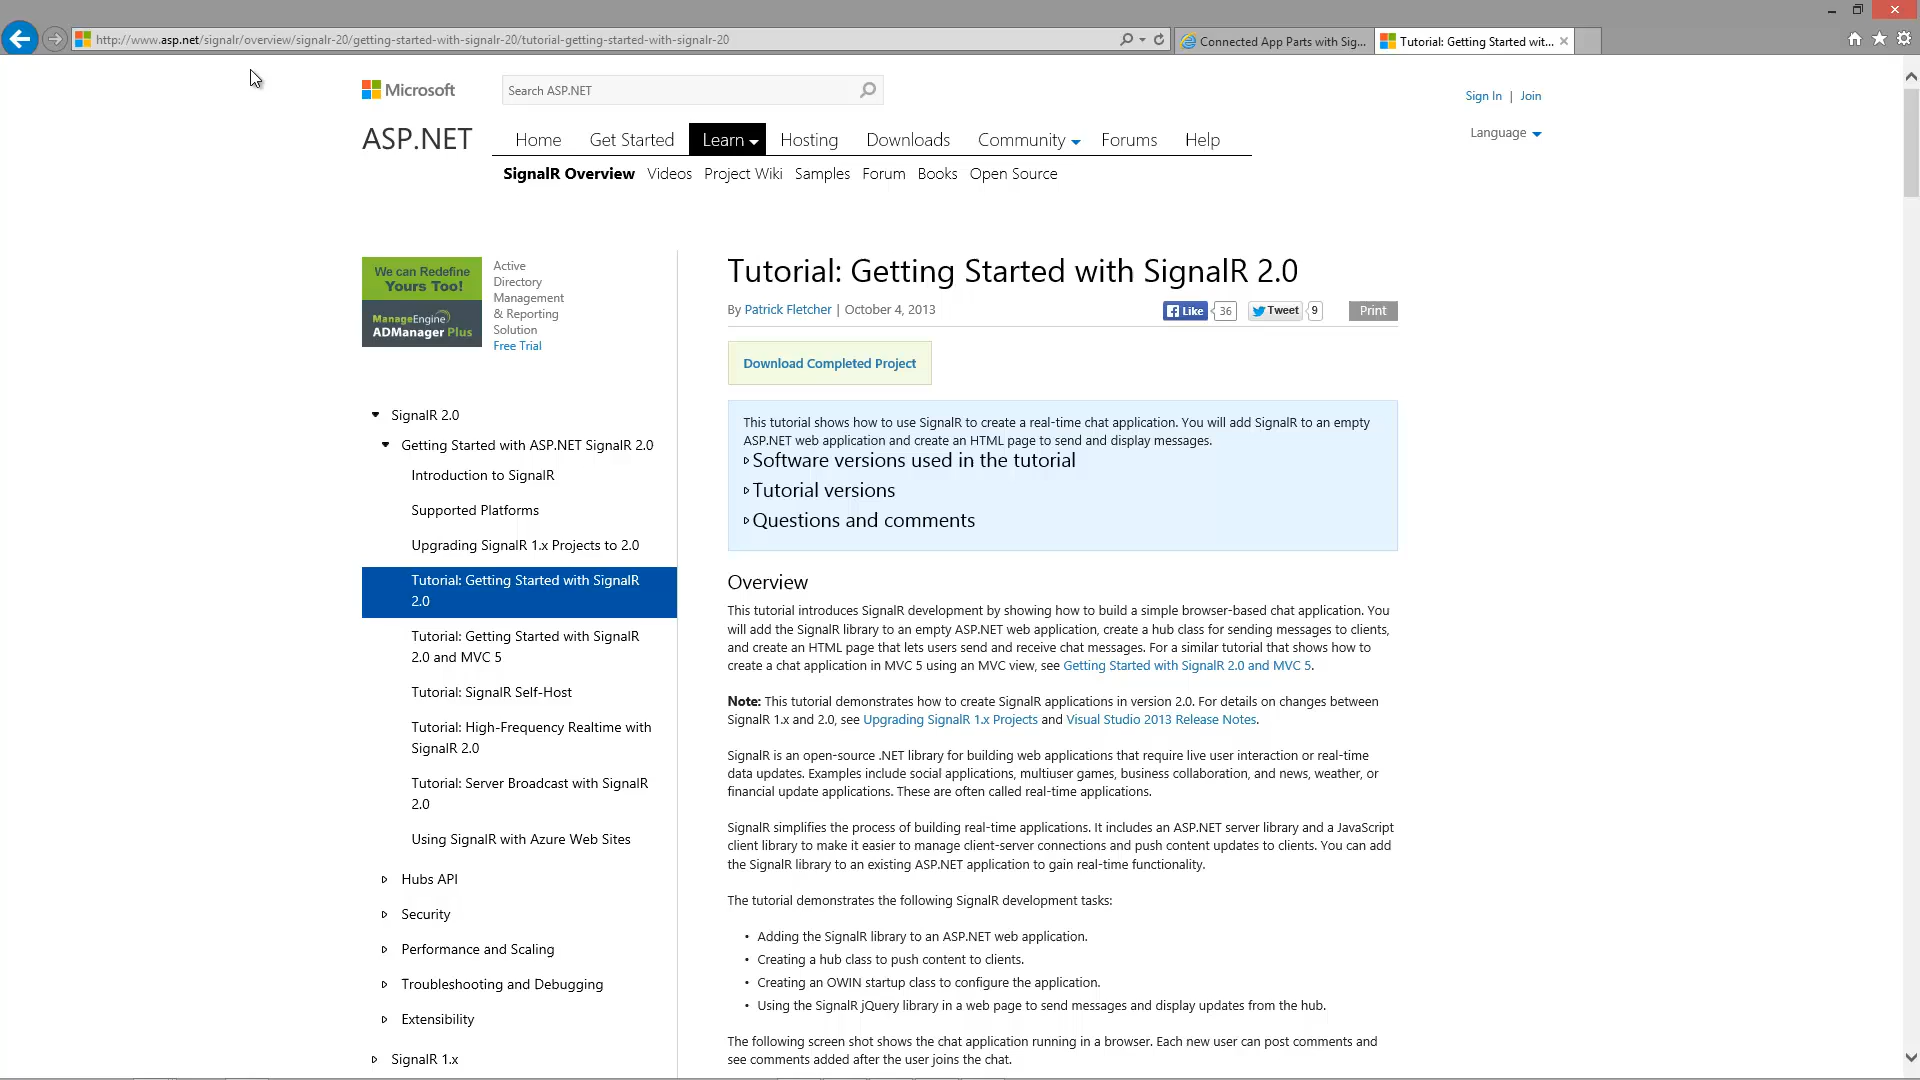 http://www.asp.net/signalr/overview/signalr-20/getting-started-with-signalr-20/tutorial-getting-started-with-signalr-20
Connected App Parts with Sig...
Tutorial: Getting Started wit...
Microsoft
Search ASP.NET
Sign In | Join
ASP.NET
Home
Get Started
Learn
Hosting
Downloads
Community
Forums
Help
Language
SignalR Overview
Videos
Project Wiki
Samples
Forum
Books
Open Source
We can Redefine
Yours Too!
ManageEngine
ADManager Plus
Active
Directory
Management
& Reporting
Solution
Free Trial
SignalR 2.0
Getting Started with ASP.NET SignalR 2.0
Introduction to SignalR
Supported Platforms
Upgrading SignalR 1.x Projects to 2.0
Tutorial: Getting Started with SignalR
2.0
Tutorial: Getting Started with SignalR
2.0 and MVC 5
Tutorial: SignalR Self-Host
Tutorial: High-Frequency Realtime with
SignalR 2.0
Tutorial: Server Broadcast with SignalR
2.0
Using SignalR with Azure Web Sites
Hubs API
Security
Performance and Scaling
Troubleshooting and Debugging
Extensibility
SignalR 1.x
Tutorial: Getting Started with SignalR 2.0
By Patrick Fletcher | October 4, 2013
Like
36
Tweet
9
Print
Download Completed Project
This tutorial shows how to use SignalR to create a real-time chat application. You will add SignalR to an empty
ASP.NET web application and create an HTML page to send and display messages.
Software versions used in the tutorial
Tutorial versions
Questions and comments
Overview
This tutorial introduces SignalR development by showing how to build a simple browser-based chat application. You
will add the SignalR library to an empty ASP.NET web application, create a hub class for sending messages to clients,
and create an HTML page that lets users send and receive chat messages. For a similar tutorial that shows how to
create a chat application in MVC 5 using an MVC view, see Getting Started with SignalR 2.0 and MVC 5.
Note: This tutorial demonstrates how to create SignalR applications in version 2.0. For details on changes between
SignalR 1.x and 2.0, see Upgrading SignalR 1.x Projects and Visual Studio 2013 Release Notes.
SignalR is an open-source .NET library for building web applications that require live user interaction or real-time
data updates. Examples include social applications, multiuser games, business collaboration, and news, weather, or
financial update applications. These are often called real-time applications.
SignalR simplifies the process of building real-time applications. It includes an ASP.NET server library and a JavaScript
client library to make it easier to manage client-server connections and push content updates to clients. You can add
the SignalR library to an existing ASP.NET application to gain real-time functionality.
The tutorial demonstrates the following SignalR development tasks:
• Adding the SignalR library to an ASP.NET web application.
• Creating a hub class to push content to clients.
• Creating an OWIN startup class to configure the application.
• Using the SignalR jQuery library in a web page to send messages and display updates from the hub.
The following screen shot shows the chat application running in a browser. Each new user can post comments and
see comments added after the user joins the chat.